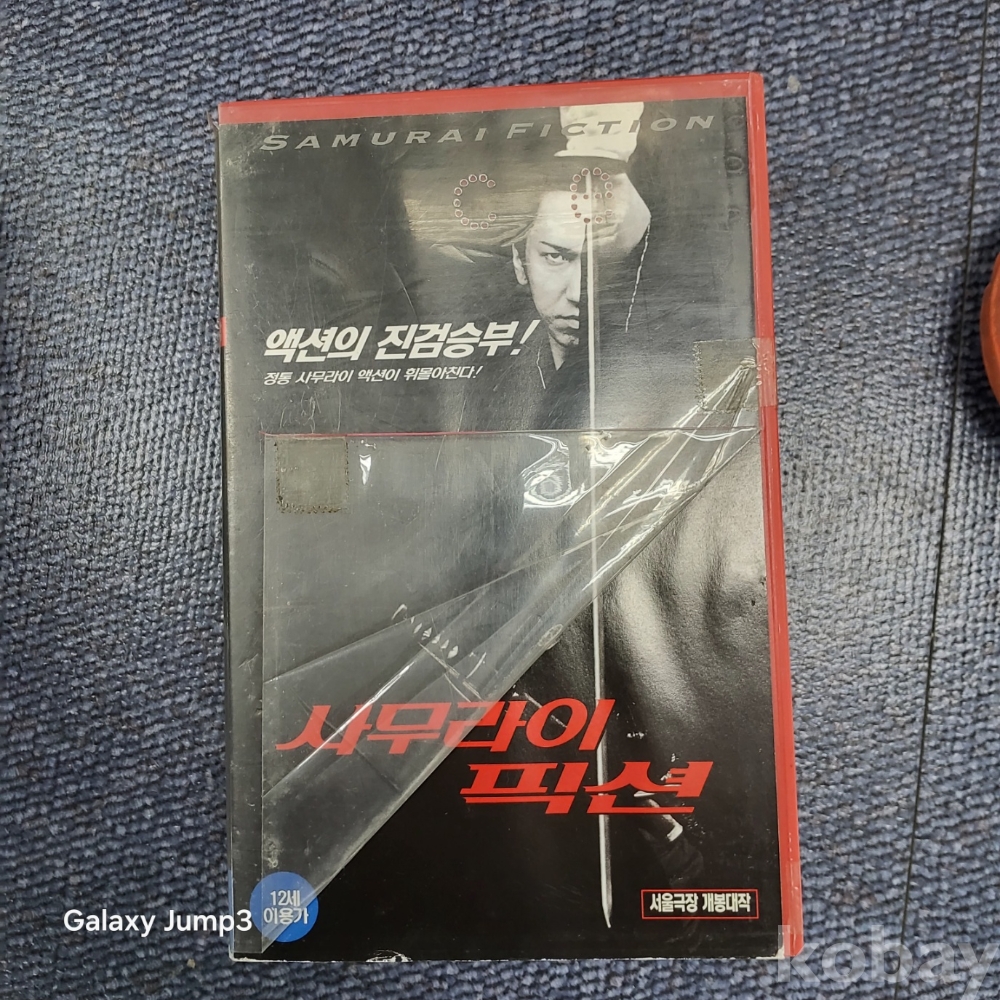 SAMURAI FICTION
액션의 진검승부!
정통 사무라이 액션이 휘몰아친다!
사무라이
픽션
12세
이용가
서울극장 개봉대작
Galaxy Jump3
kobay